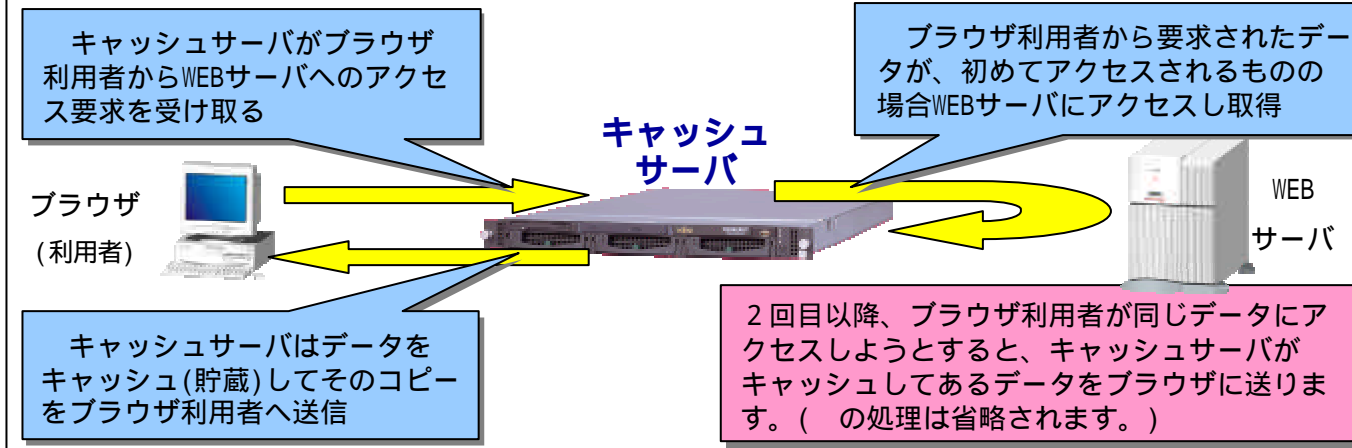 キャッシュサーバがブラウザ
利用者からWEBサーバへのアクセ
ス要求を受け取る
ブラウザ利用者から要求されたデー
タが、初めてアクセスされるものの
場合WEBサーバにアクセスし取得
キャッシュ
サーバ
ブラウザ
(利用者)
WEB
サーバ
キャッシュサーバはデータを
キャッシュ(貯蔵)してそのコピー
をブラウザ利用者へ送信
2回目以降、ブラウザ利用者が同じデータにア
クセスしようとすると、キャッシュサーバが
キャッシュしてあるデータをブラウザに送りま
す。(　の処理は省略されます。)